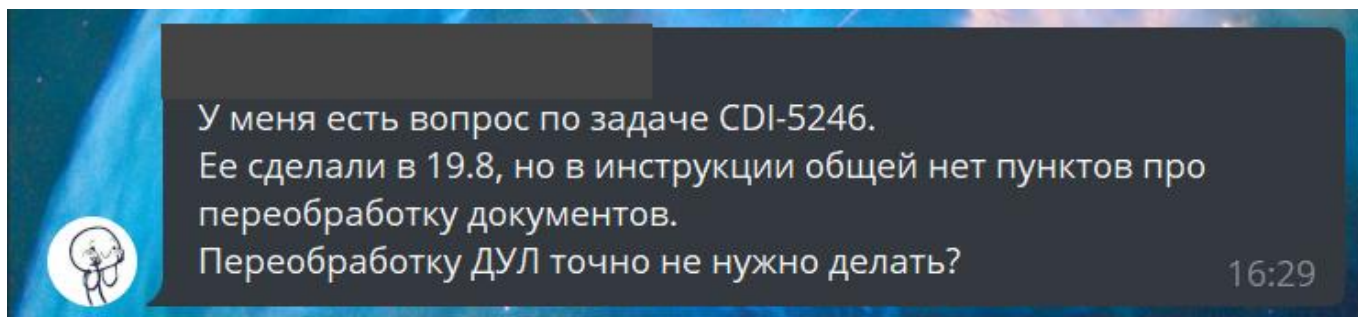 У меня есть вопрос по задаче CDI-5246.
Ее сделали в 19.8, но в инструкции общей нет пунктов про
переобработку документов.
Переобработку ДУЛ точно не нужно делать?
16:29